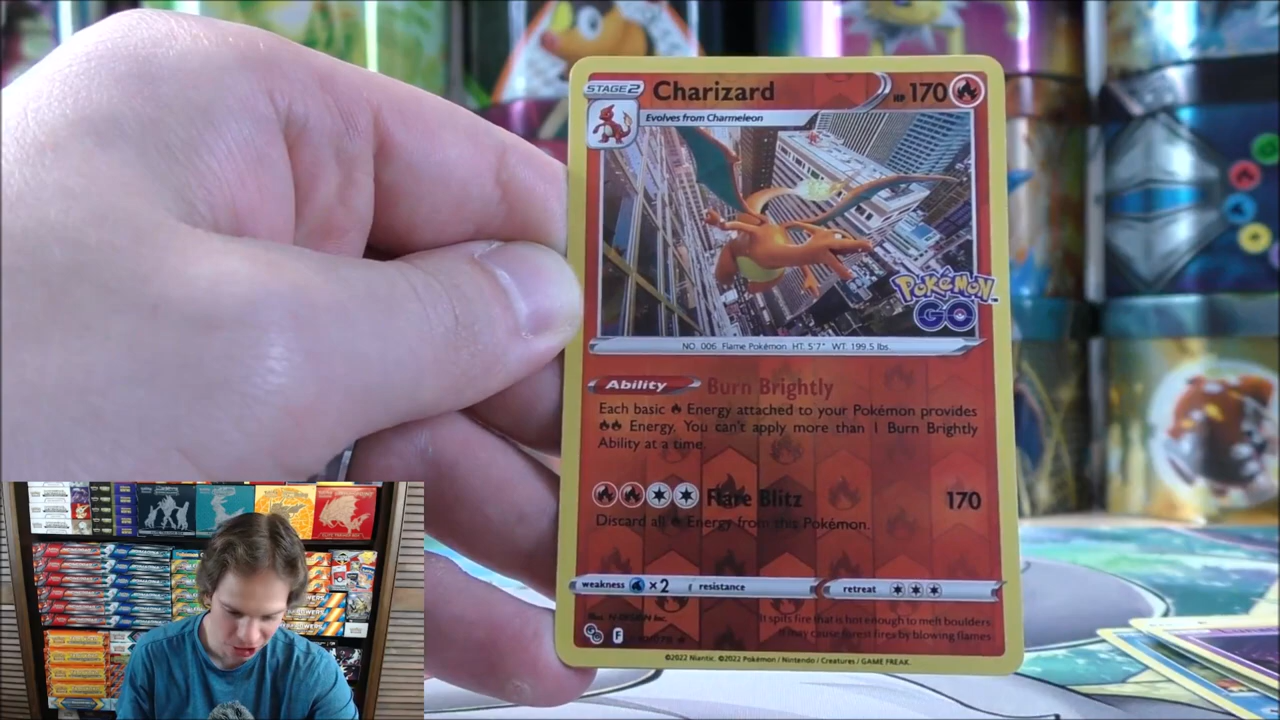 STAGE2 Charizard HP 170
Evolves from Charmeleon
Pokémon
GO
NO. 006 Flame Pokémon HT: 5'7" WT: 199.5 lbs.
Ability Burn Brightly
Each basic Energy attached to your Pokémon provides
Energy. You can't apply more than 1 Burn Brightly
Ability at a time.
Flare Blitz 170
Discard all Energy from this Pokémon.
weakness ×2 resistance retreat
Illus. N-DESIGN Inc.
It spits fire that is hot enough to melt boulders.
It may cause forest fires by blowing flames.
F
©2022 Niantic. ©2022 Pokémon / Nintendo / Creatures / GAME FREAK.